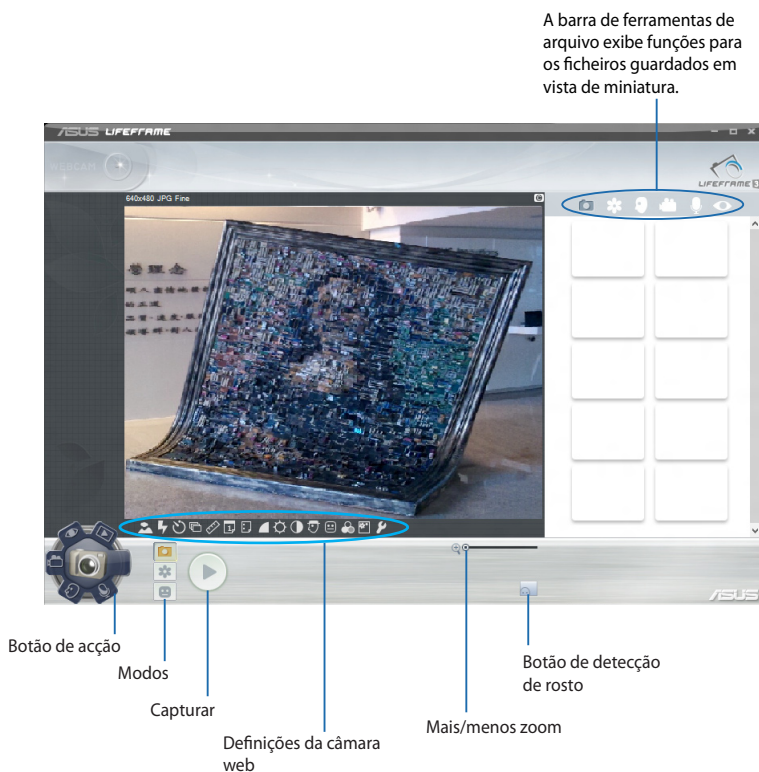 A barra de ferramentas de
arquivo exibe funções para
os ficheiros guardados em
vista de miniatura.
ASUS LIFEFRAME
WEBCAM
LIFEFRAME3
640x480 JPG Fine
ASUS
Botão de acção
Modos
Capturar
Definições da câmara
web
Mais/menos zoom
Botão de detecção
de rosto